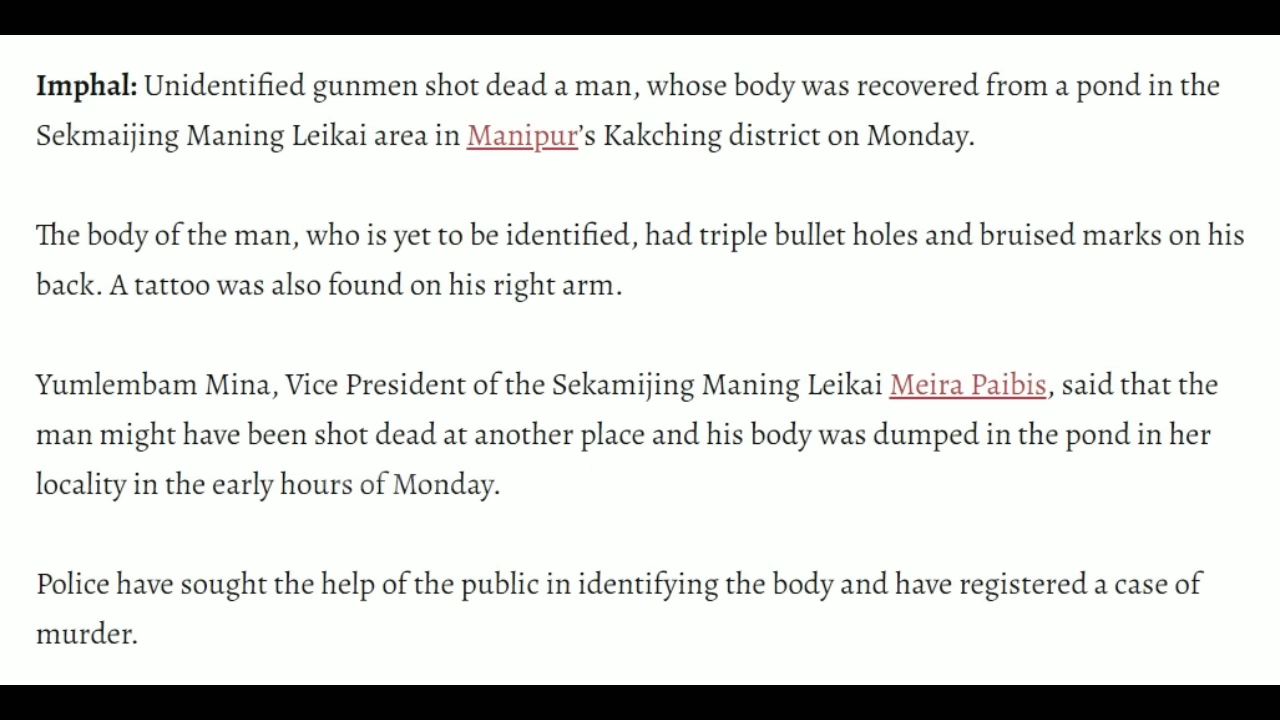 Imphal: Unidentified gunmen shot dead a man, whose body was recovered from a pond in the
Sekmaijing Maning Leikai area in Manipur’s Kakching district on Monday.
The body of the man, who is yet to be identified, had triple bullet holes and bruised marks on his
back. A tattoo was also found on his right arm.
Yumlembam Mina, Vice President of the Sekamijing Maning Leikai Meira Paibis, said that the
man might have been shot dead at another place and his body was dumped in the pond in her
locality in the early hours of Monday.
Police have sought the help of the public in identifying the body and have registered a case of
murder.